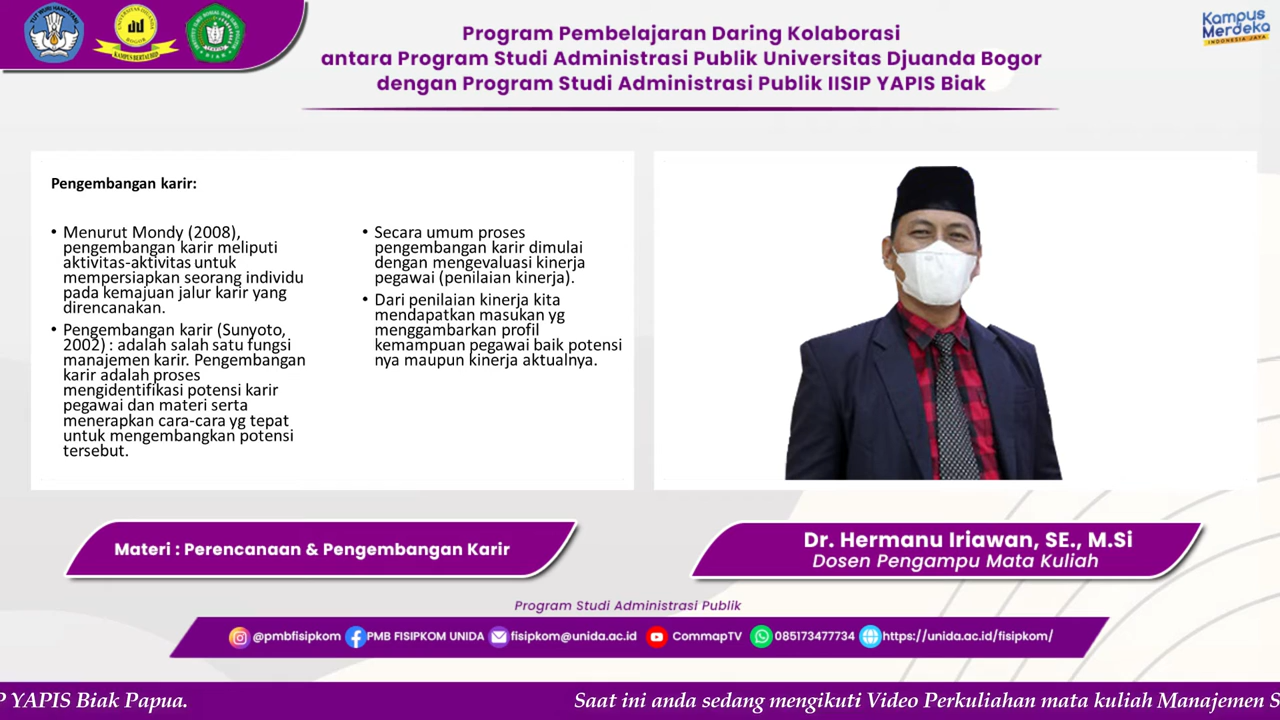 Program Pembelajaran Daring Kolaborasi
antara Program Studi Administrasi Publik Universitas Djuanda Bogor
dengan Program Studi Administrasi Publik IISIP YAPIS Biak
Kampus
Merdeka
INDONESIA JAYA
Pengembangan karir:
• Menurut Mondy (2008),
pengembangan karir meliputi
aktivitas-aktivitas untuk
mempersiapkan seorang individu
pada kemajuan jalur karir yang
direncanakan.
• Pengembangan karir (Sunyoto,
2002) : adalah salah satu fungsi
manajemen karir. Pengembangan
karir adalah proses
mengidentifikasi potensi karir
pegawai dan materi serta
menerapkan cara-cara yg tepat
untuk mengembangkan potensi
tersebut.
• Secara umum proses
pengembangan karir dimulai
dengan mengevaluasi kinerja
pegawai (penilaian kinerja).
• Dari penilaian kinerja kita
mendapatkan masukan yg
menggambarkan profil
kemampuan pegawai baik potensi
nya maupun kinerja aktualnya.
Materi : Perencanaan & Pengembangan Karir
Dr. Hermanu Iriawan, SE., M.Si
Dosen Pengampu Mata Kuliah
Program Studi Administrasi Publik
@pmbfisipkom PMB FISIPKOM UNIDA fisipkom@unida.ac.id CommapTV 085173477734 https://unida.ac.id/fisipkom/
P YAPIS Biak Papua. Saat ini anda sedang mengikuti Video Perkuliahan mata kuliah Manajemen S